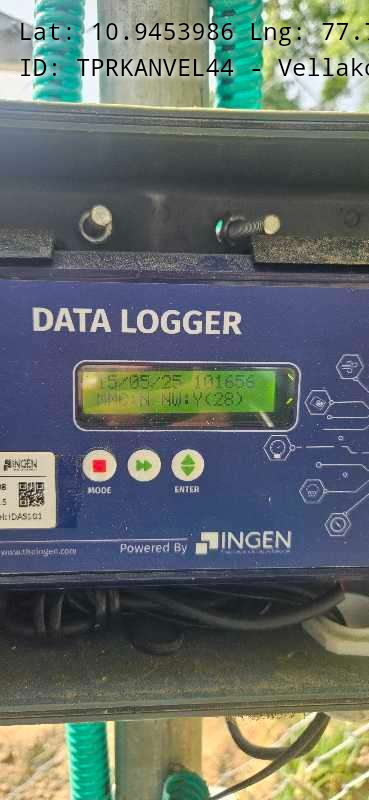 Lat: 10.9453986 Lng: 77.7
ID: TPRKANVEL44 - Vellako
DATA LOGGER
15/05/25 101656
MMC:N NW:Y(28)
INGEN
MODE
ENTER
www.theingen.com
Powered By INGEN